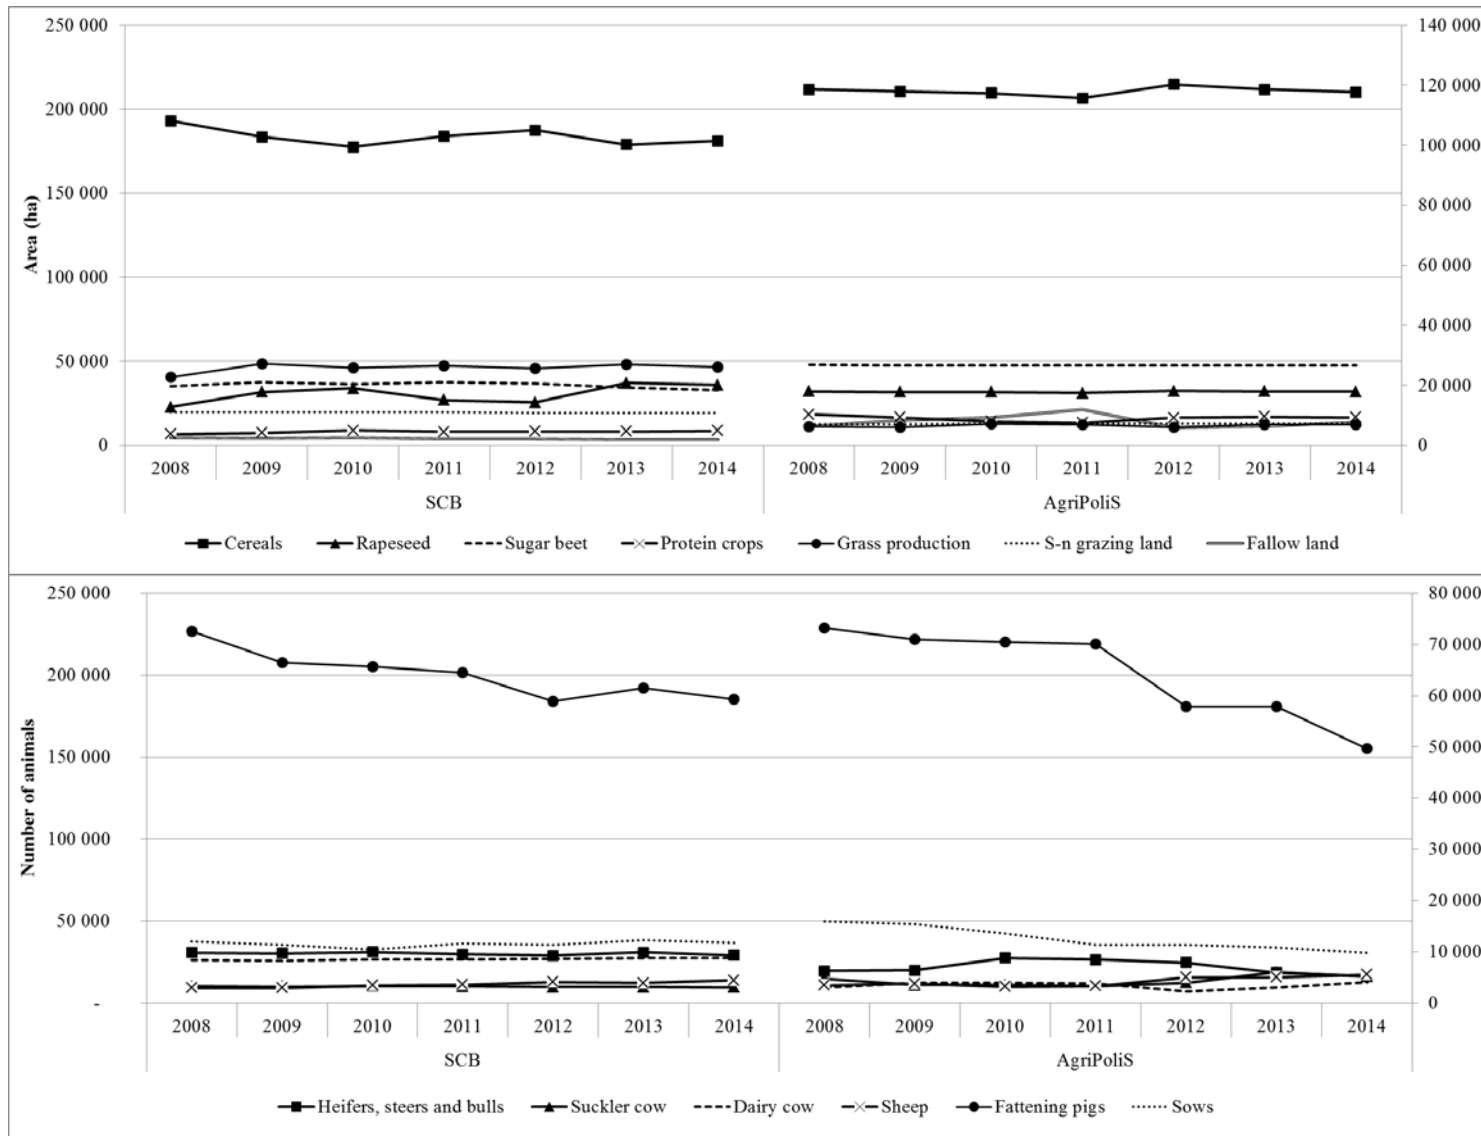 250 000 140 000
120 000
200 000
100 000
150 000
80 000
Area (ha)
60 000
100 000
40 000
50 000
20 000
0 0
2008 2009 2010 2011 2012 2013 2014 2008 2009 2010 2011 2012 2013 2014
SCB AgriPoliS
Cereals Rapeseed Sugar beet Protein crops Grass production S-n grazing land Fallow land
250 000 80 000
70 000
200 000
60 000
150 000
50 000
Number of animals
40 000
100 000
30 000
20 000
50 000
10 000
- 0
2008 2009 2010 2011 2012 2013 2014 2008 2009 2010 2011 2012 2013 2014
SCB AgriPoliS
Heifers, steers and bulls Suckler cow Dairy cow Sheep Fattening pigs Sows